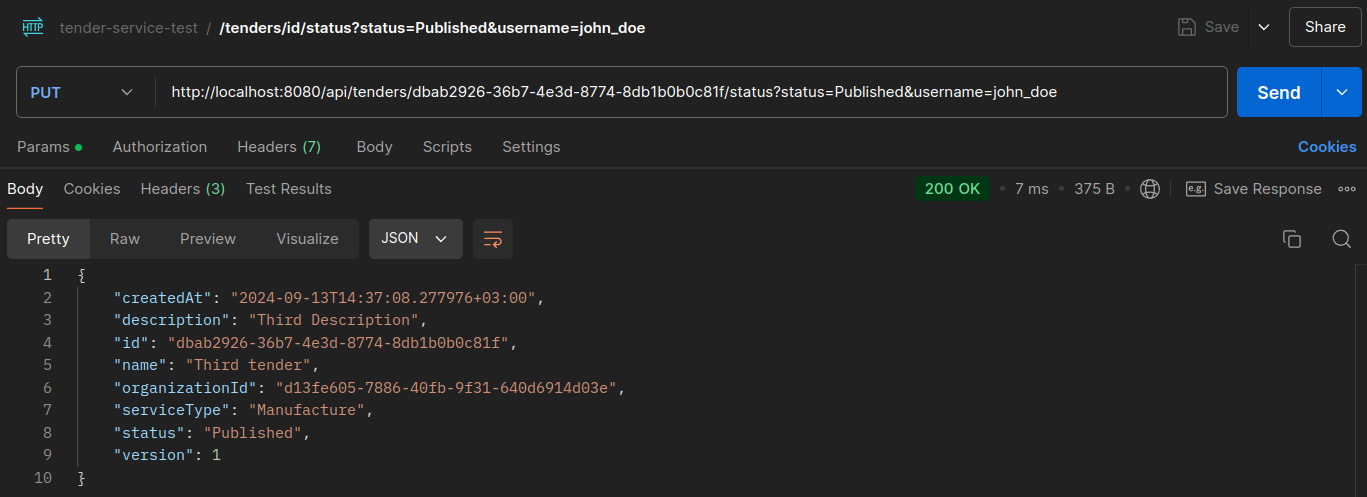 HTTP tender-service-test / /tenders/id/status?status=Published&username=john_doe Save Share
PUT http://localhost:8080/api/tenders/dbab2926-36b7-4e3d-8774-8db1b0b0c81f/status?status=Published&username=john_doe Send
Params Authorization Headers (7) Body Scripts Settings Cookies
Body Cookies Headers (3) Test Results 200 OK 7 ms 375 B e.g. Save Response
Pretty Raw Preview Visualize JSON
1 {
2 "createdAt": "2024-09-13T14:37:08.277976+03:00",
3 "description": "Third Description",
4 "id": "dbab2926-36b7-4e3d-8774-8db1b0b0c81f",
5 "name": "Third tender",
6 "organizationId": "d13fe605-7886-40fb-9f31-640d6914d03e",
7 "serviceType": "Manufacture",
8 "status": "Published",
9 "version": 1
10 }